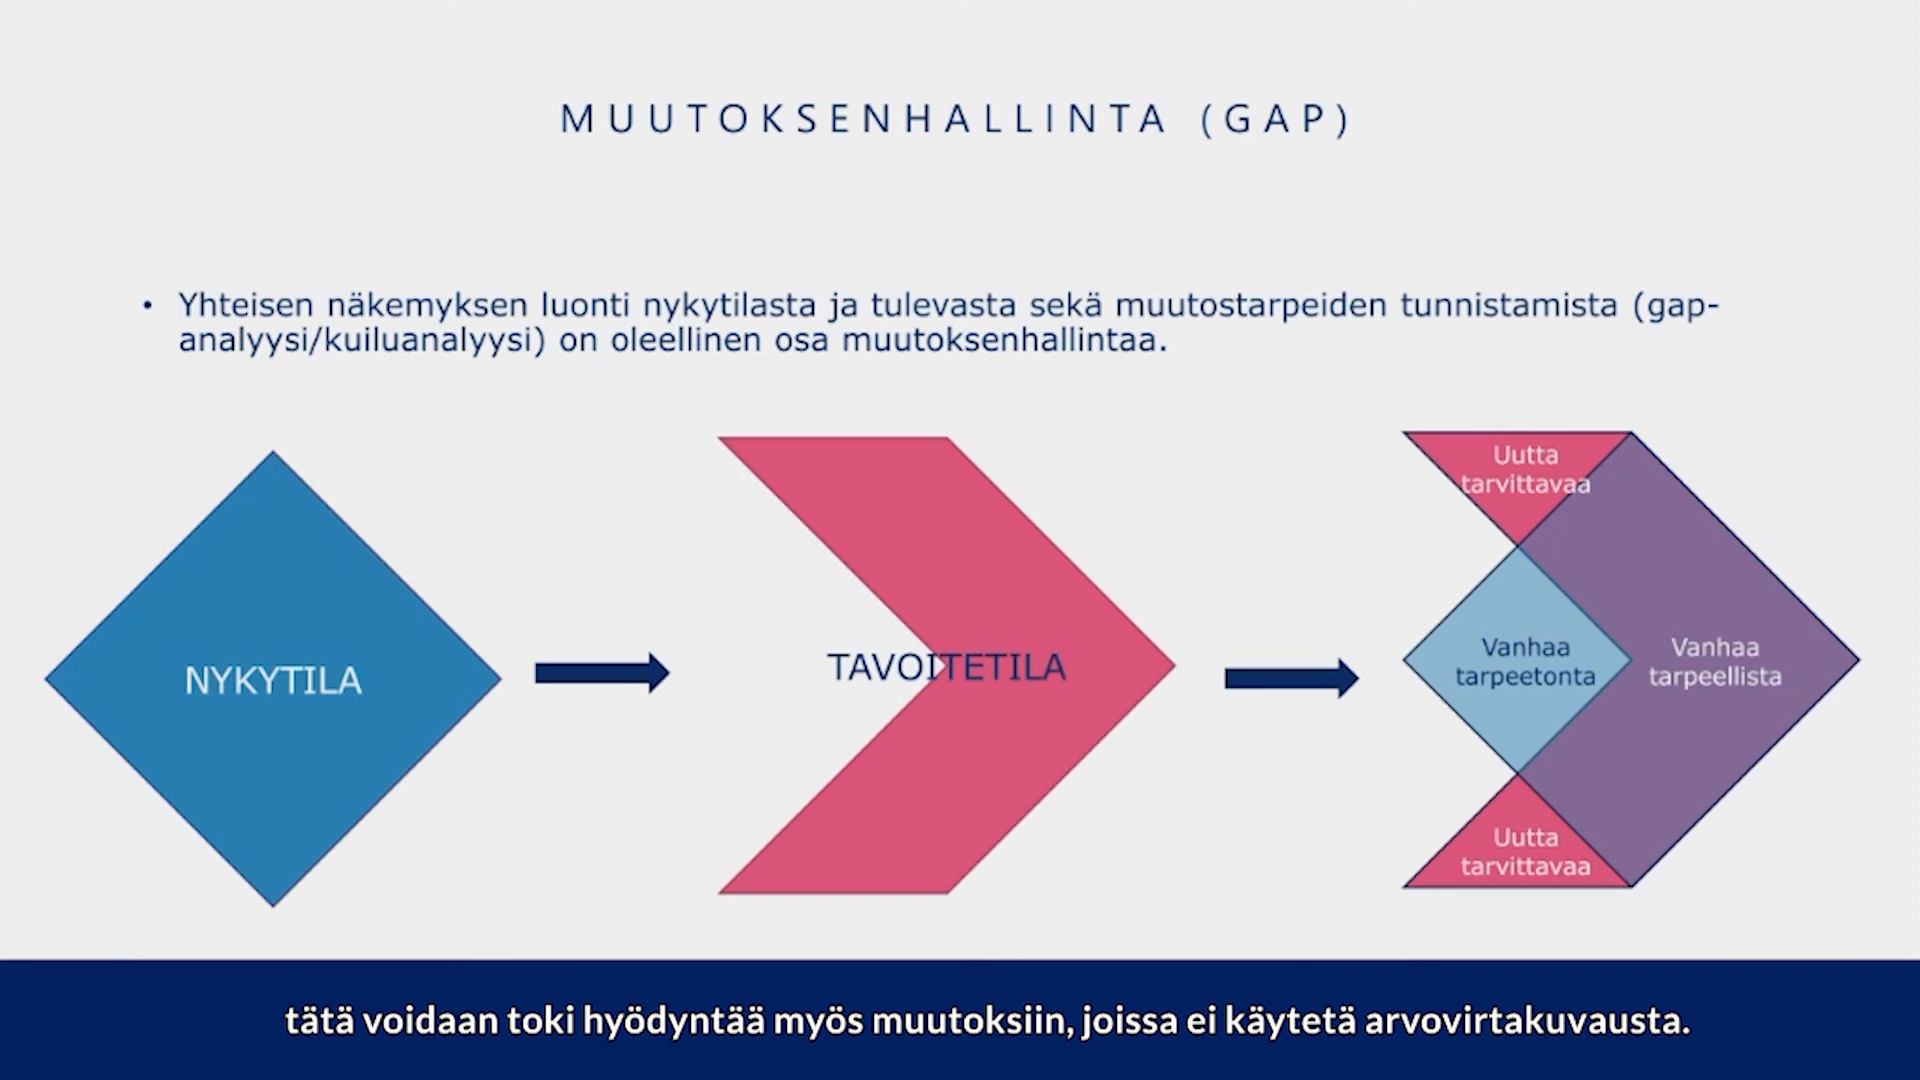 MUUTOKSENHALLINTA (GAP)
• Yhteisen näkemyksen luonti nykytilasta ja tulevasta sekä muutostarpeiden tunnistamista (gap-
analyysi/kuiluanalyysi) on oleellinen osa muutoksenhallintaa.
NYKYTILA
TAVOITETILA
Uutta
tarvittavaa
Vanhaa
tarpeetonta
Vanhaa
tarpeellista
Uutta
tarvittavaa
tätä voidaan toki hyödyntää myös muutoksiin, joissa ei käytetä arvovirtakuvausta.